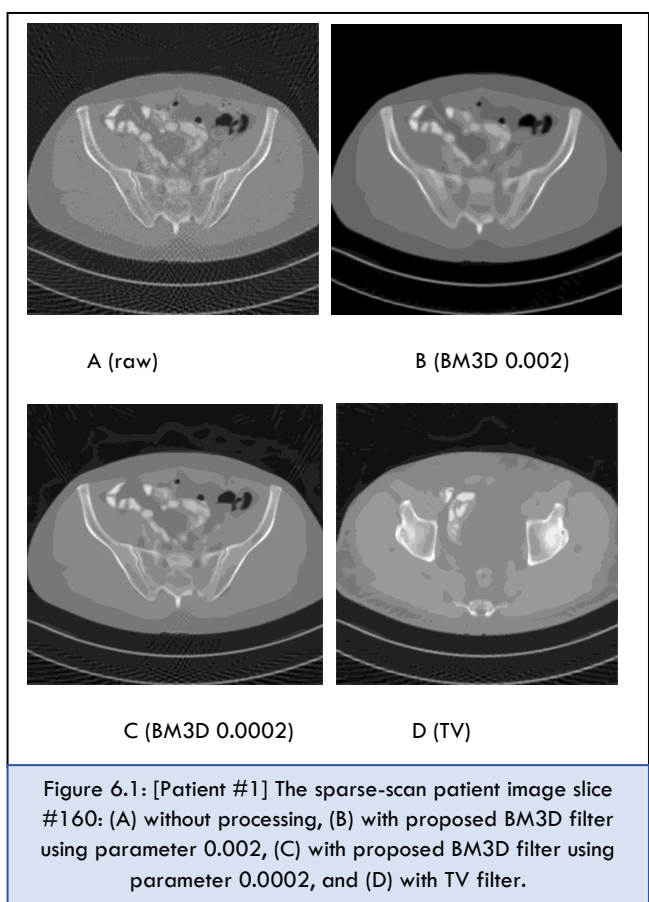 A (raw)
B (BM3D 0.002)
C (BM3D 0.0002)
D (TV)
Figure 6.1: [Patient #1] The sparse-scan patient image slice
#160: (A) without processing, (B) with proposed BM3D filter
using parameter 0.002, (C) with proposed BM3D filter using
parameter 0.0002, and (D) with TV filter.